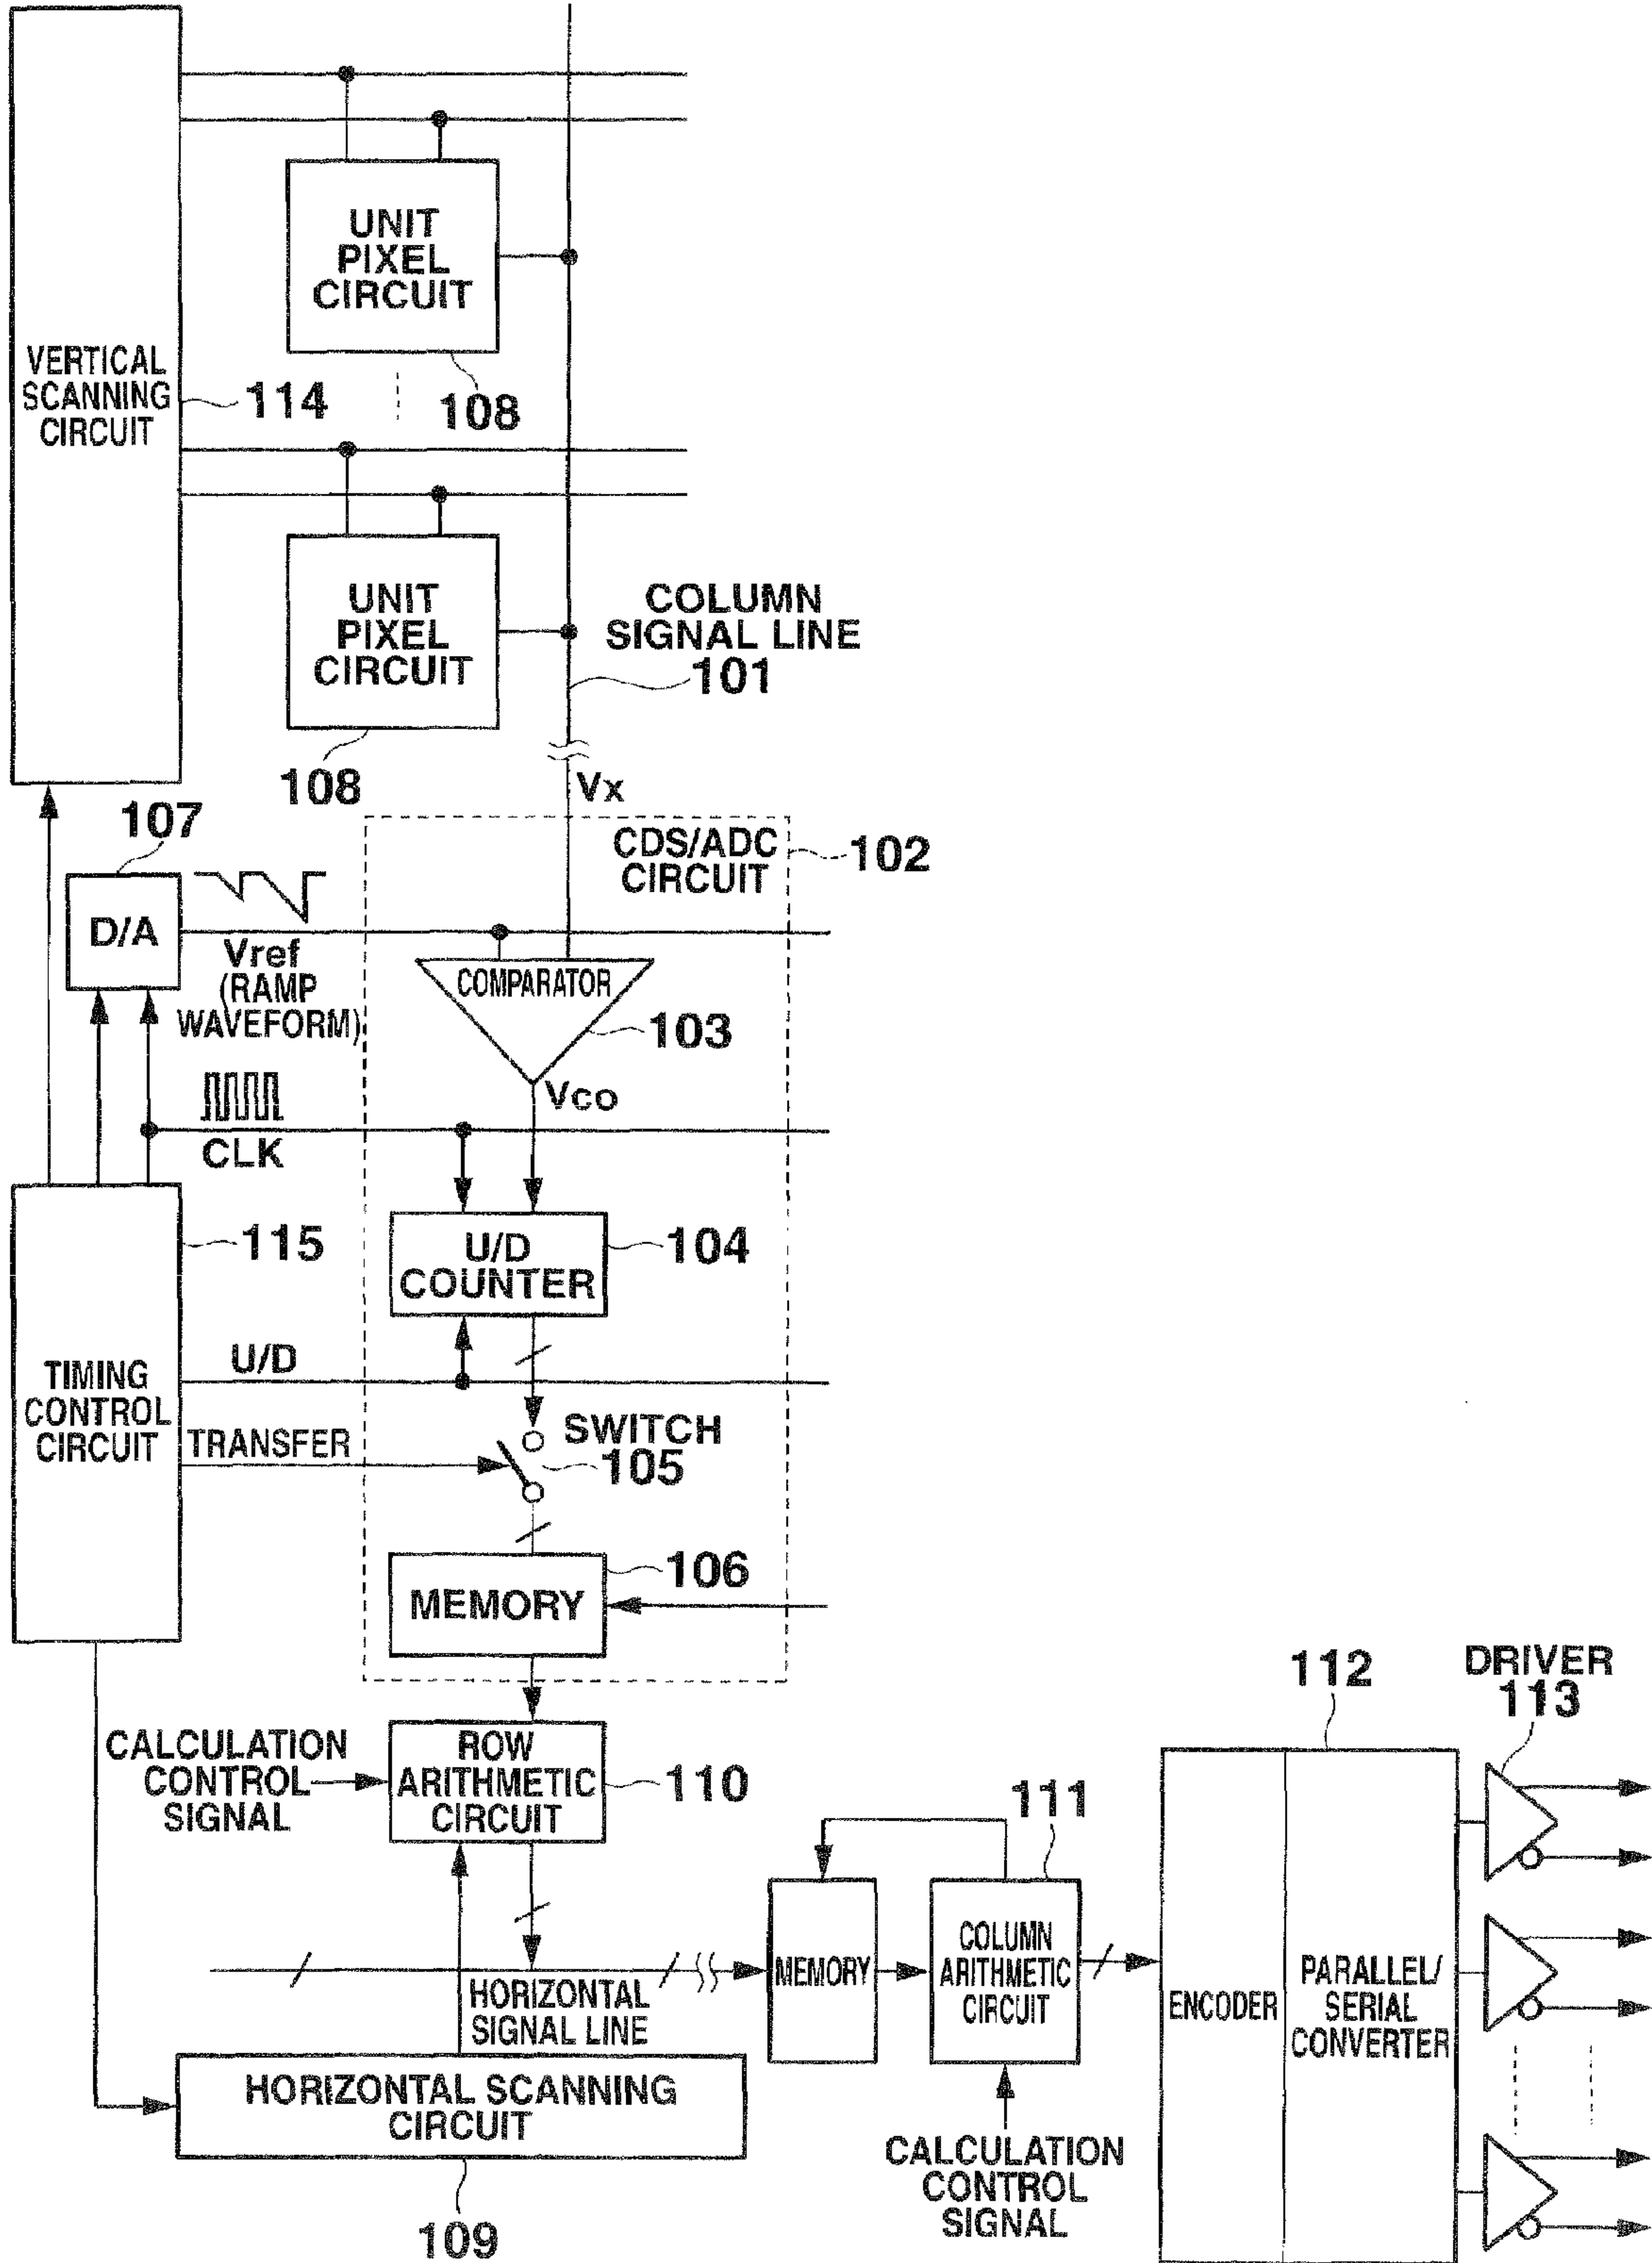 UNIT
PIXEL
CIRCUIT
108
VERTICAL
SCANNING
CIRCUIT
114
UNIT
PIXEL
CIRCUIT
108
COLUMN
SIGNAL LINE
101
Vx
107
D/A
Vref
(RAMP
WAVEFORM)
CDS/ADC
CIRCUIT
102
COMPARATOR
103
Vco
CLK
115
U/D
COUNTER
104
TIMING
CONTROL
CIRCUIT
U/D
TRANSFER
SWITCH
105
MEMORY
106
CALCULATION
CONTROL
SIGNAL
ROW
ARITHMETIC
CIRCUIT
110
HORIZONTAL
SIGNAL LINE
HORIZONTAL SCANNING
CIRCUIT
109
MEMORY
111
COLUMN
ARITHMETIC
CIRCUIT
CALCULATION
CONTROL
SIGNAL
112
ENCODER
PARALLEL/
SERIAL
CONVERTER
DRIVER
113